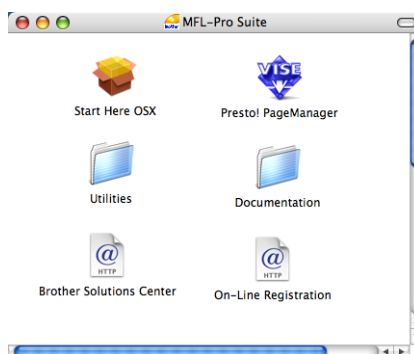 MFL-Pro Suite
VISE
Start Here OSX
Presto! PageManager
Utilities
Documentation
@
HTTP
@
HTTP
Brother Solutions Center
On-Line Registration